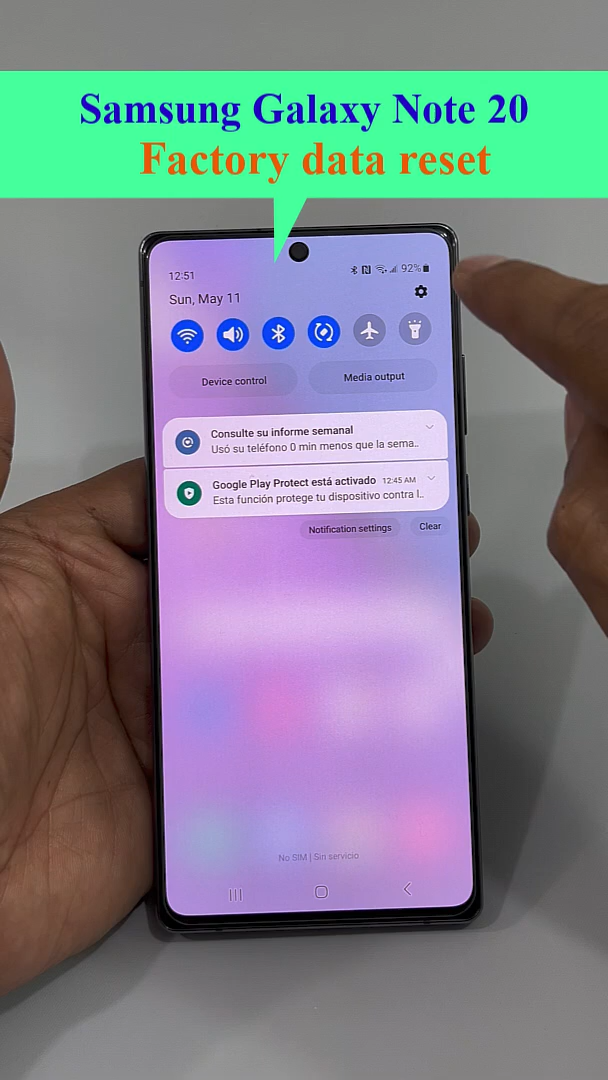 Samsung Galaxy Note 20
Factory data reset
12:51
92%
Sun, May 11
Device control
Media output
Consulte su informe semanal
Usó su teléfono 0 min menos que la sema..
Google Play Protect está activado 12:45 AM
Esta función protege tu dispositivo contra l..
Notification settings
Clear
No SIM | Sin servicio